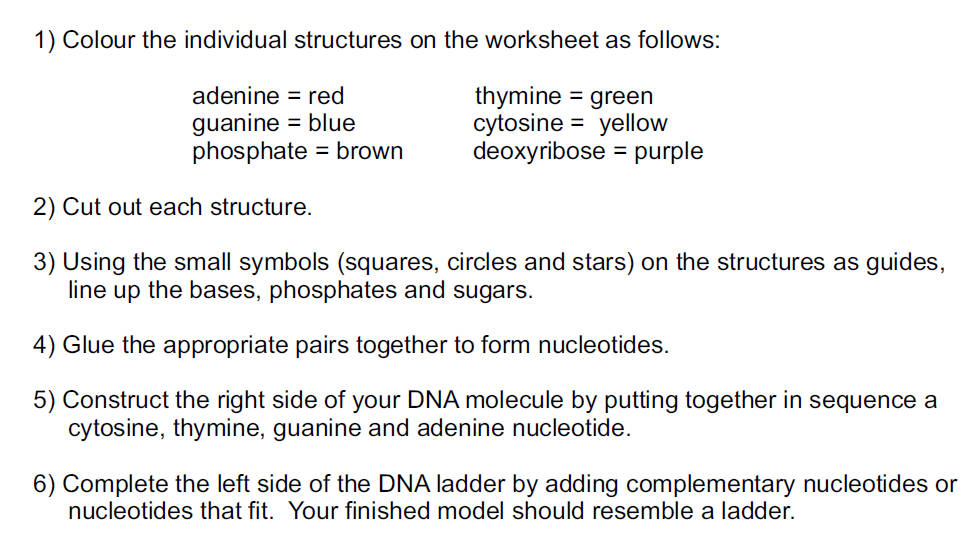 1) Colour the individual structures on the worksheet as follows:
adenine = red thymine = green
guanine = blue cytosine = yellow
phosphate = brown deoxyribose = purple
2) Cut out each structure.
3) Using the small symbols (squares, circles and stars) on the structures as guides,
line up the bases, phosphates and sugars.
4) Glue the appropriate pairs together to form nucleotides.
5) Construct the right side of your DNA molecule by putting together in sequence a
cytosine, thymine, guanine and adenine nucleotide.
6) Complete the left side of the DNA ladder by adding complementary nucleotides or
nucleotides that fit. Your finished model should resemble a ladder.